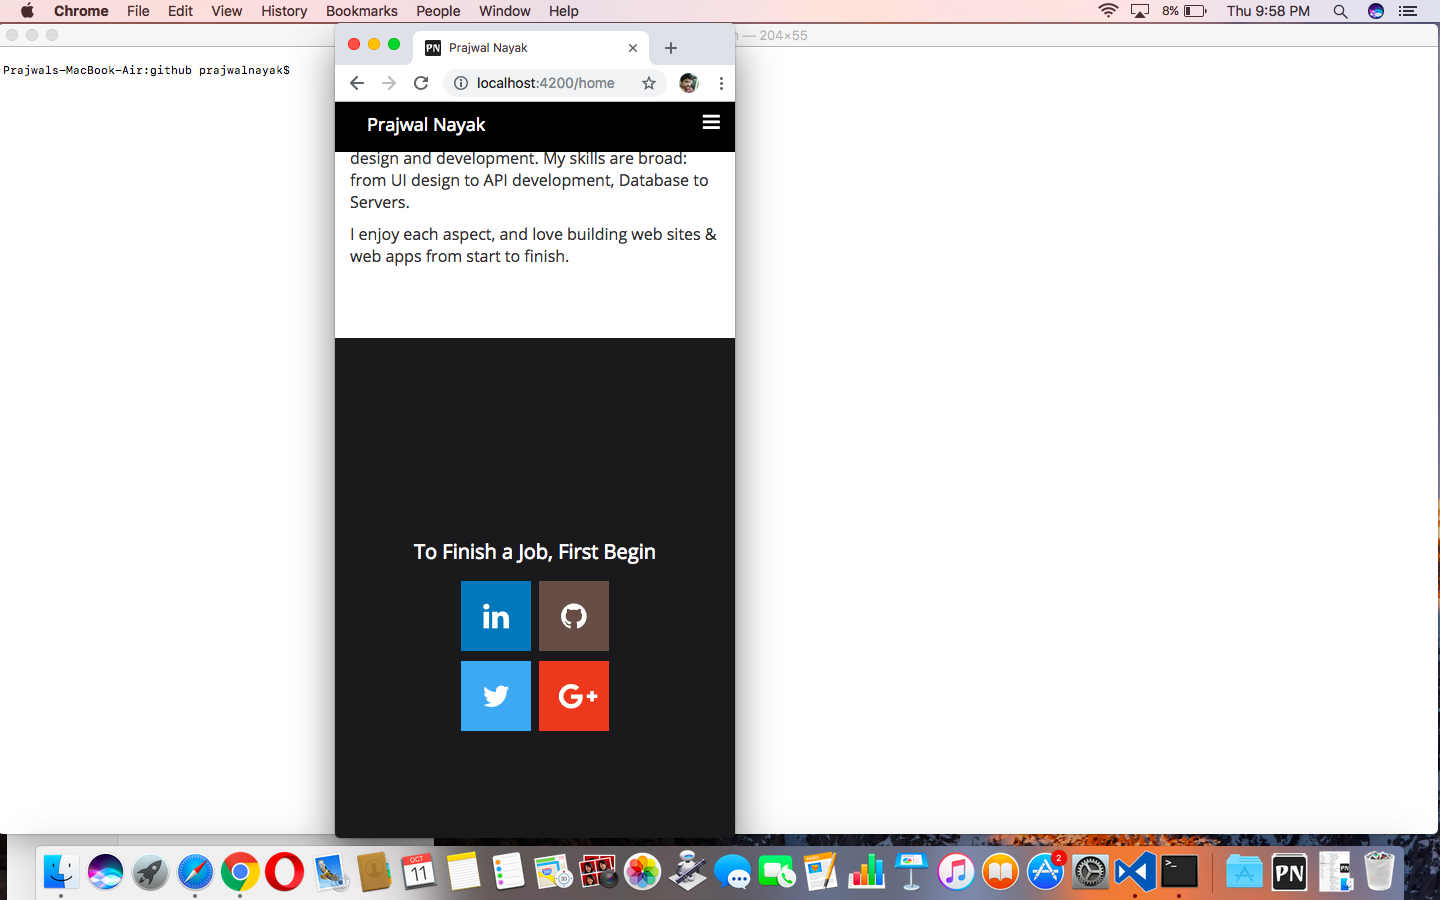 Chrome File Edit View History Bookmarks People Window Help 8% Thu 9:58 PM
204×55
Prajwals-MacBook-Air:github prajwalnayak$
PN Prajwal Nayak
localhost:4200/home
Prajwal Nayak
design and development. My skills are broad:
from UI design to API development, Database to
Servers.
I enjoy each aspect, and love building web sites &
web apps from start to finish.
To Finish a Job, First Begin
in
G+
OCT
11
2
>_
PN